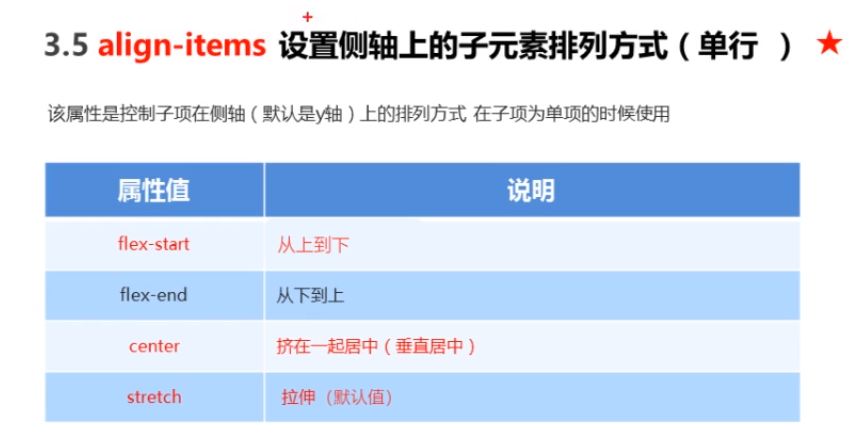 3.5 align-items 设置侧轴上的子元素排列方式(单行 )
该属性是控制子项在侧轴(默认是y轴)上的排列方式 在子项为单项的时候使用
属性值 说明
flex-start 从上到下
flex-end 从下到上
center 挤在一起居中(垂直居中)
stretch 拉伸(默认值)